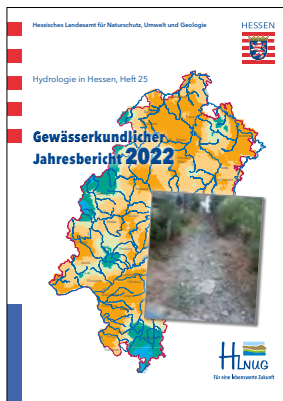 Hessisches Landesamt für Naturschutz, Umwelt und Geologie
HESSEN
Hydrologie in Hessen, Heft 25
Gewässerkundlicher
Jahresbericht 2022
HLNUG
Für eine lebenswerte Zukunft